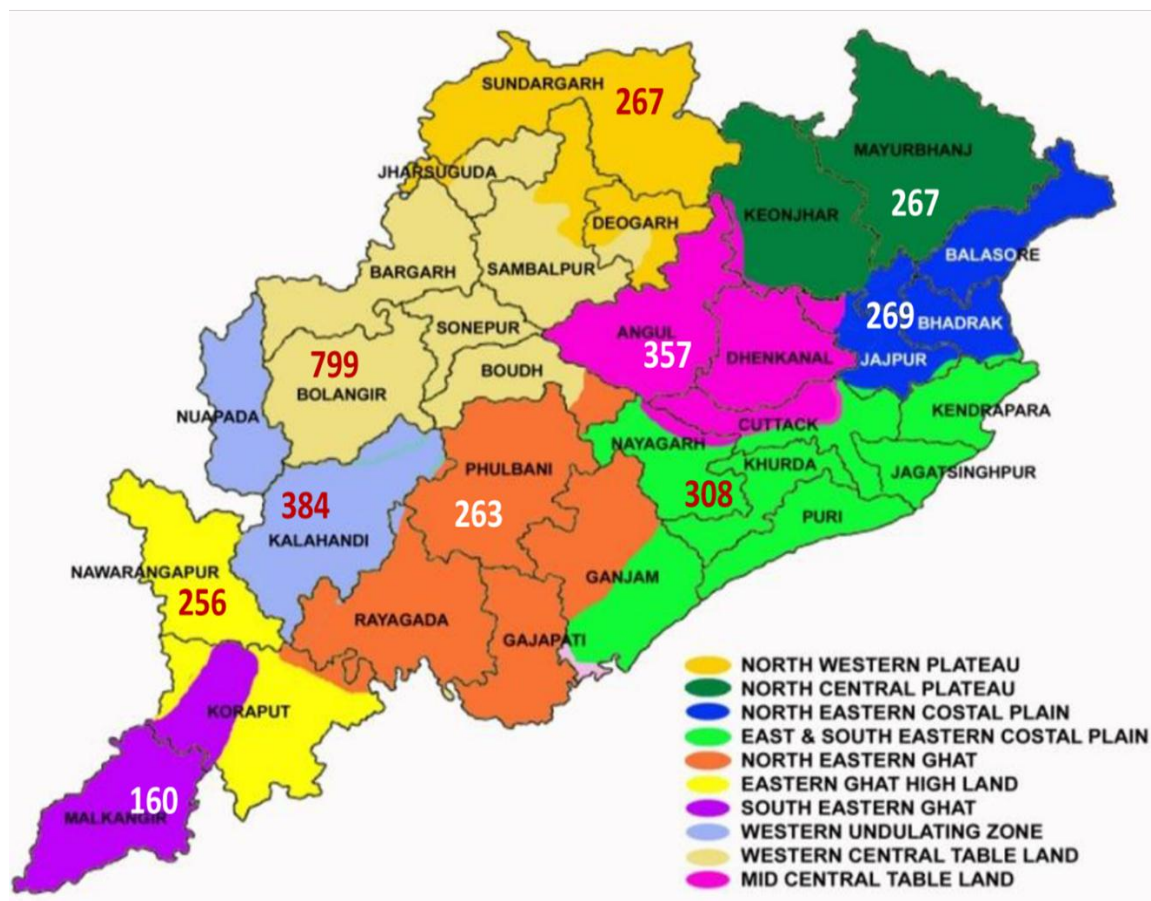 SUNDARGARH
267
MAYURBHANJ
JHARSUGUDA
267
KEONJHAR
DEOGARH
BALASORE
BARGARH
SAMBALPUR
269
BHADRAK
SONEPUR
ANGUL
357
DHENKANAL
JAJPUR
799
BOLANGIR
BOUDH
NUAPADA
KENDRAPARA
CUTTACK
NAYAGARH
KHURDA
PHULBANI
JAGATSINGHPUR
384
263
308
PURI
KALAHANDI
NAWARANGAPUR
GANJAM
256
RAYAGADA
GAJAPATI
KORAPUT
160
MALKANGIR
NORTH WESTERN PLATEAU
NORTH CENTRAL PLATEAU
NORTH EASTERN COSTAL PLAIN
EAST & SOUTH EASTERN COSTAL PLAIN
NORTH EASTERN GHAT
EASTERN GHAT HIGH LAND
SOUTH EASTERN GHAT
WESTERN UNDULATING ZONE
WESTERN CENTRAL TABLE LAND
MID CENTRAL TABLE LAND